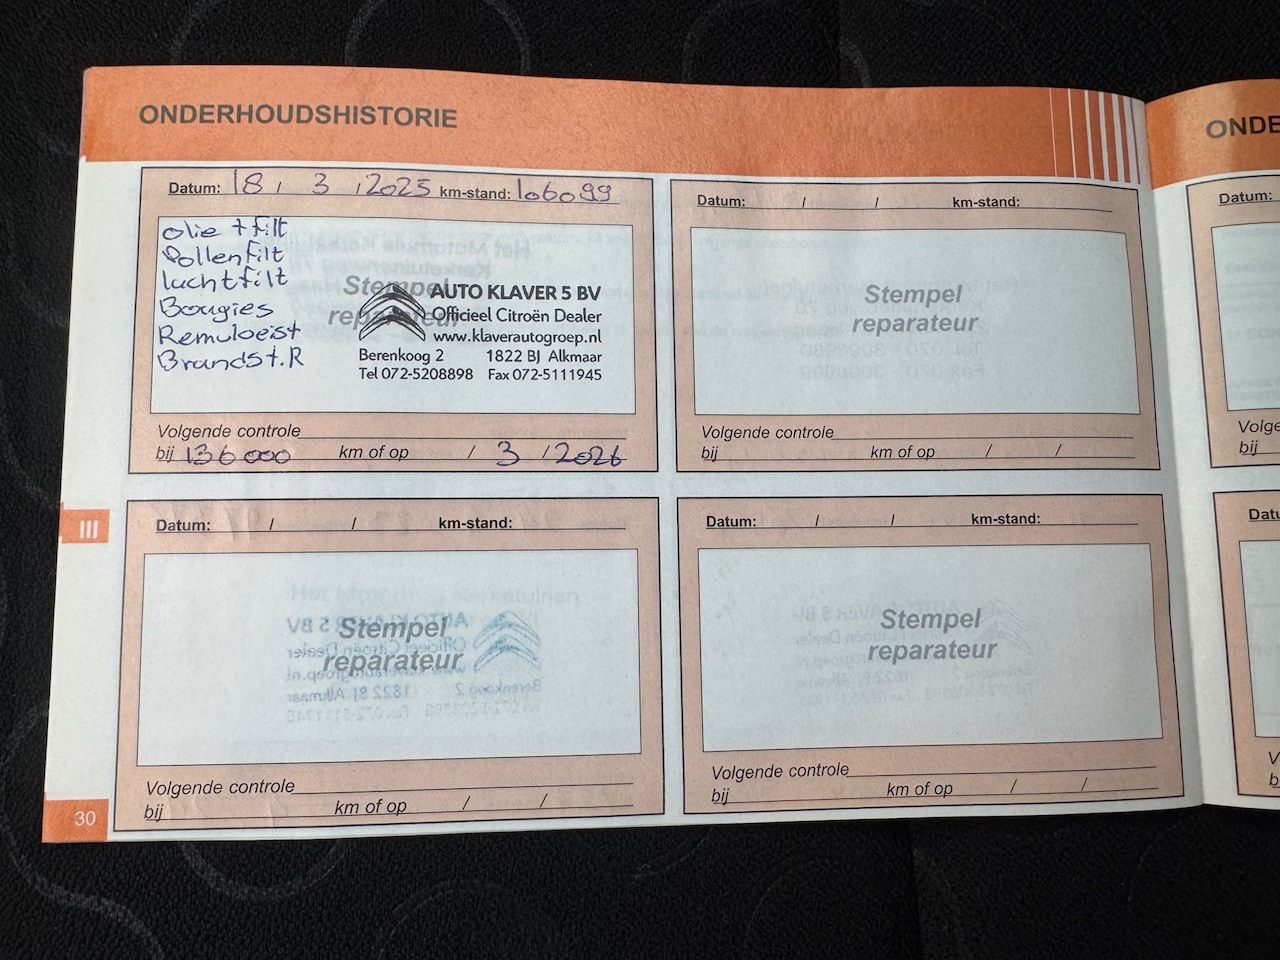 ONDERHOUDSHISTORIE
Datum: 18 / 3 / 2025 km-stand: 106099
olie + filt
Pollenfilt
luchtfilt
Bougies
Remvloeist
Brandst.R
Stempel
reparateur
AUTO KLAVER 5 BV
Officieel Citroën Dealer
www.klaverautogroep.nl
Berenkoog 2 1822 BJ Alkmaar
Tel 072-5208898 Fax 072-5111945
Volgende controle
bij 136000 km of op / 3 / 2026
Datum: / / km-stand:
Stempel
reparateur
Volgende controle
bij km of op / /
III
Datum: / / km-stand:
Stempel
reparateur
Volgende controle
bij km of op / /
Datum: / / km-stand:
Stempel
reparateur
Volgende controle
bij km of op / /
30
ONDE
Datum:
Volge
bij
Datu
V
b